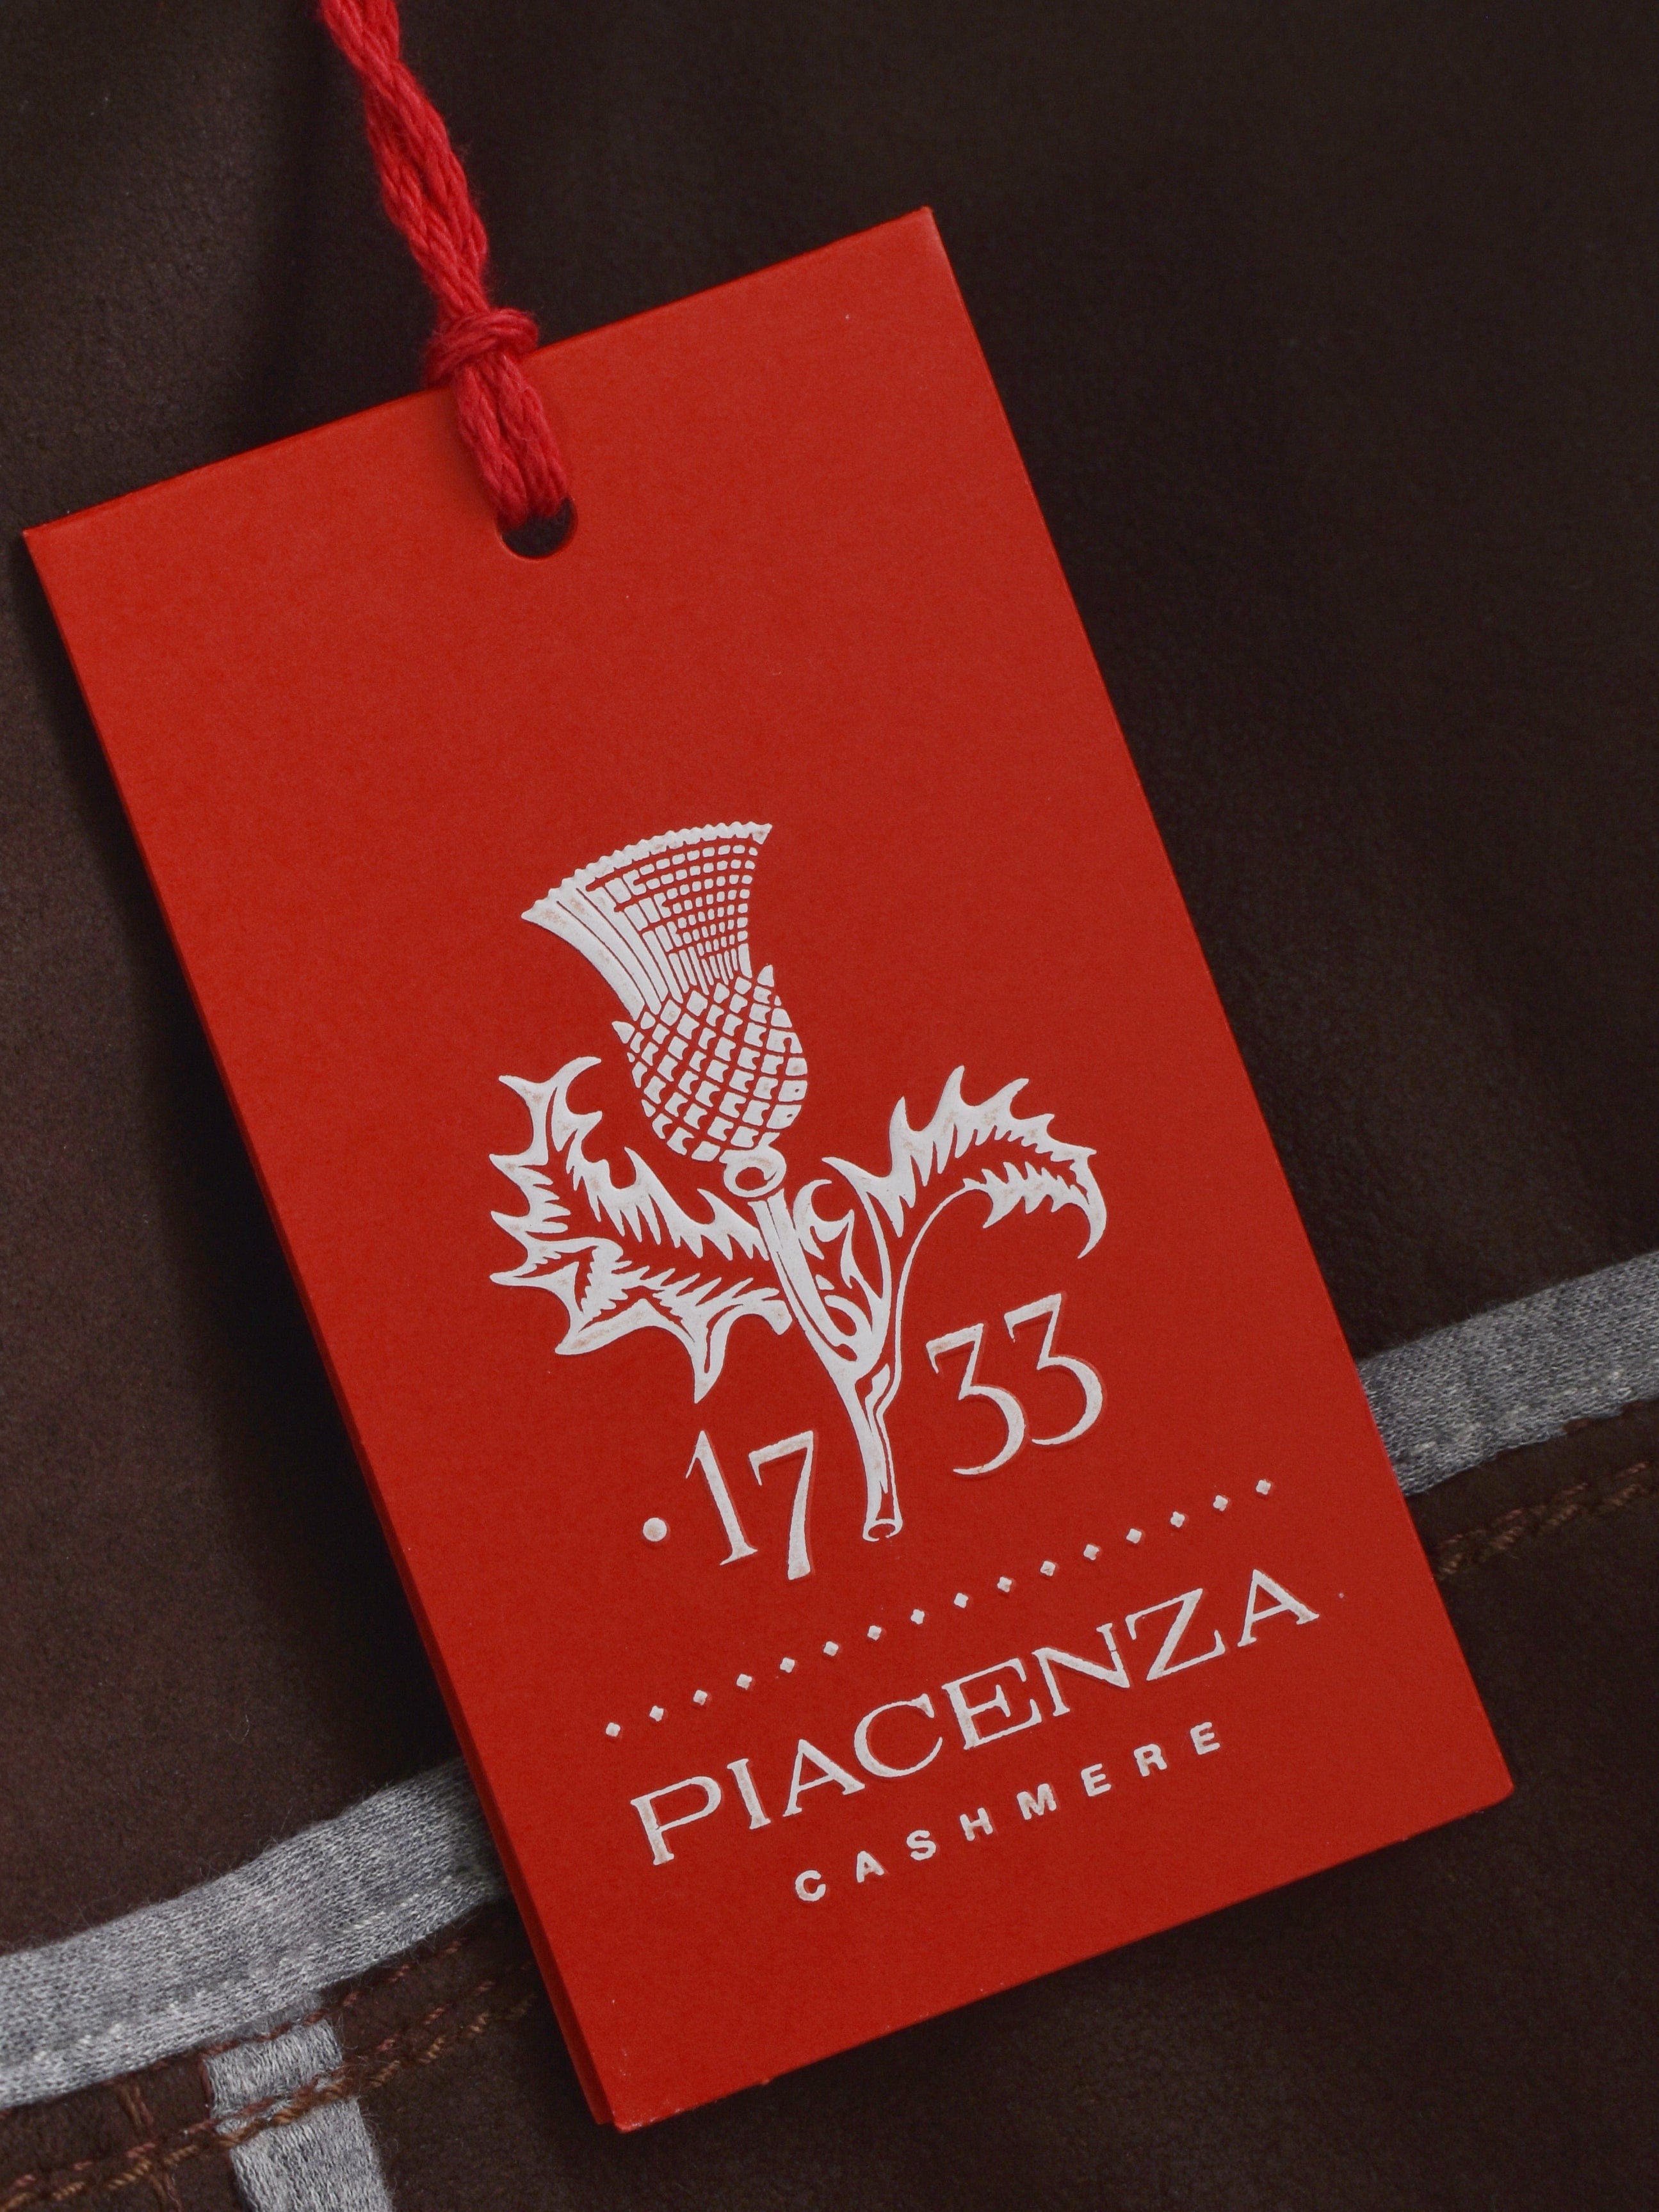 ·17 33
PIACENZA
CASHMERE